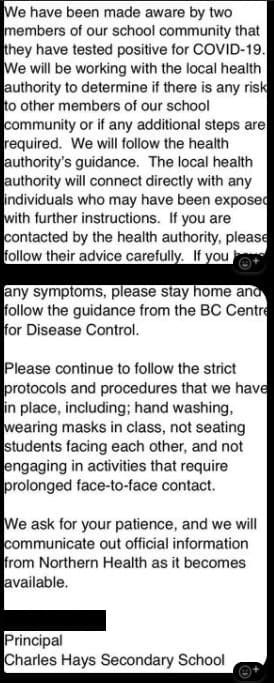 We have been made aware by two
members of our school community that
they have tested positive for COVID-19.
We will be working with the local health
authority to determine if there is any risk
to other members of our school
community or if any additional steps are
required.  We will follow the health
authority's guidance.  The local health
authority will connect directly with any
individuals who may have been exposed
with further instructions.  If you are
contacted by the health authority, please
follow their advice carefully.  If you
any symptoms, please stay home and
follow the guidance from the BC Centre
for Disease Control.
Please continue to follow the strict
protocols and procedures that we have
in place, including; hand washing,
wearing masks in class, not seating
students facing each other, and not
engaging in activities that require
prolonged face-to-face contact.
We ask for your patience, and we will
communicate out official information
from Northern Health as it becomes
available.
Principal
Charles Hays Secondary School